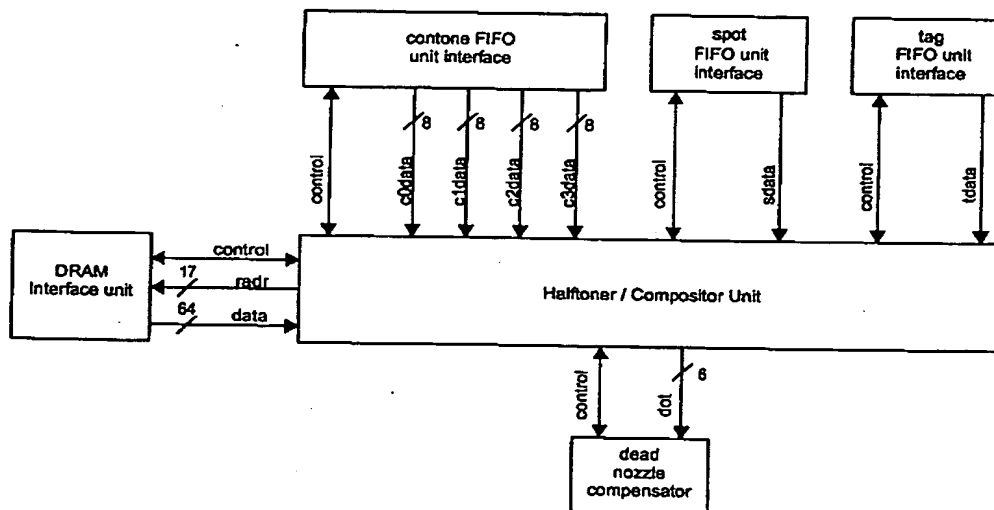 contone FIFO
unit interface
spot
FIFO unit
interface
tag
FIFO unit
interface
8
8
8
8
control
c0data
c1data
c2data
c3data
control
sdata
control
tdata
DRAM
Interface unit
control
17
radr
64
data
Halftoner / Compositor Unit
control
6
dot
dead
nozzle
compensator